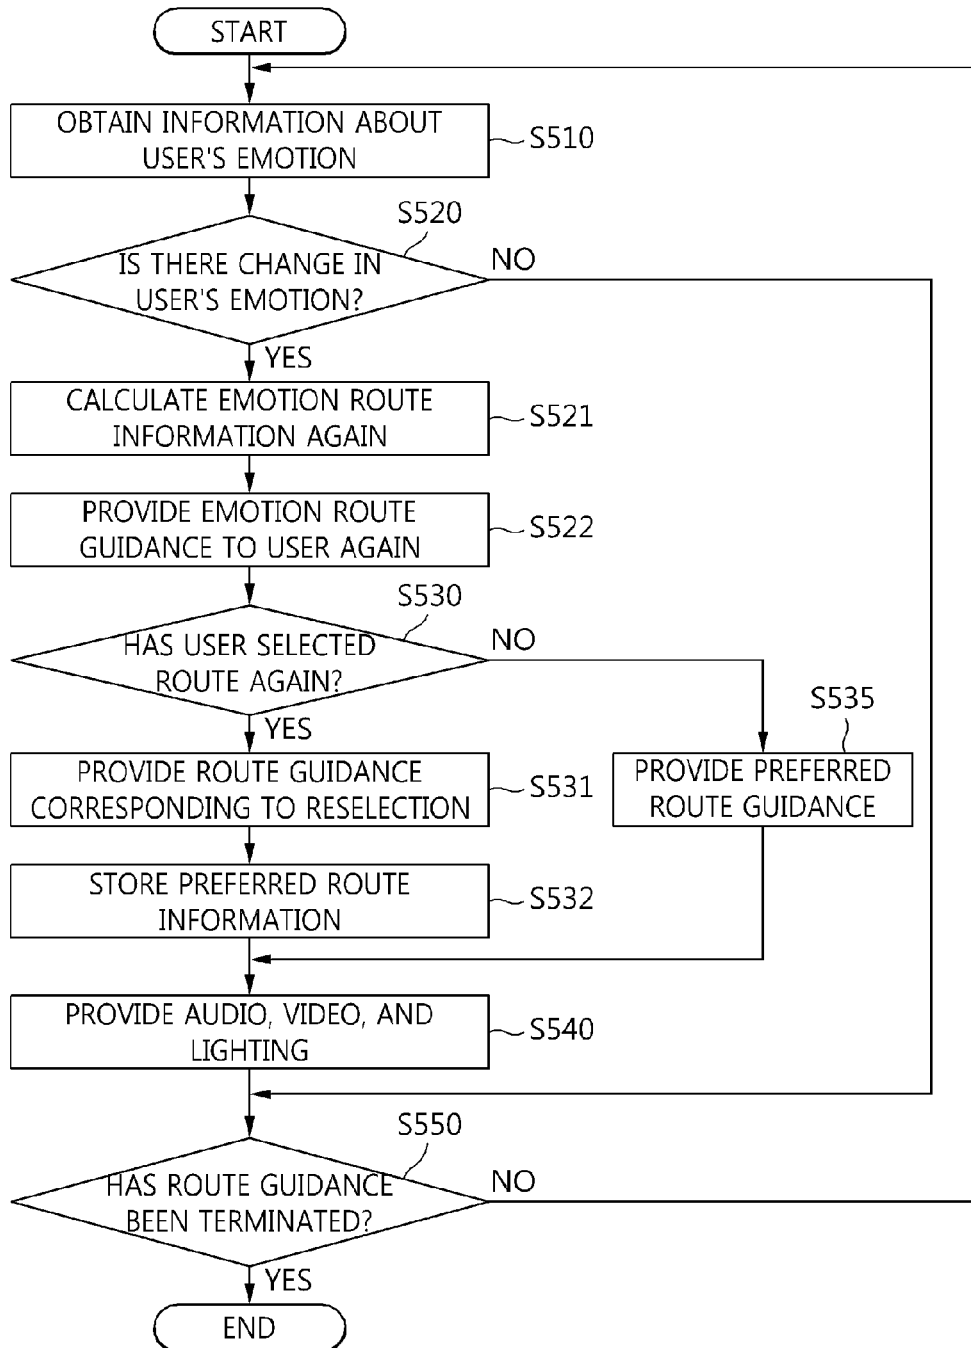 START
OBTAIN INFORMATION ABOUT
USER'S EMOTION
S510
S520
IS THERE CHANGE IN
USER'S EMOTION?
NO
YES
CALCULATE EMOTION ROUTE
INFORMATION AGAIN
S521
PROVIDE EMOTION ROUTE
GUIDANCE TO USER AGAIN
S522
S530
HAS USER SELECTED
ROUTE AGAIN?
NO
YES
S535
PROVIDE PREFERRED
ROUTE GUIDANCE
PROVIDE ROUTE GUIDANCE
CORRESPONDING TO RESELECTION
S531
STORE PREFERRED ROUTE
INFORMATION
S532
PROVIDE AUDIO, VIDEO, AND
LIGHTING
S540
S550
HAS ROUTE GUIDANCE
BEEN TERMINATED?
NO
YES
END